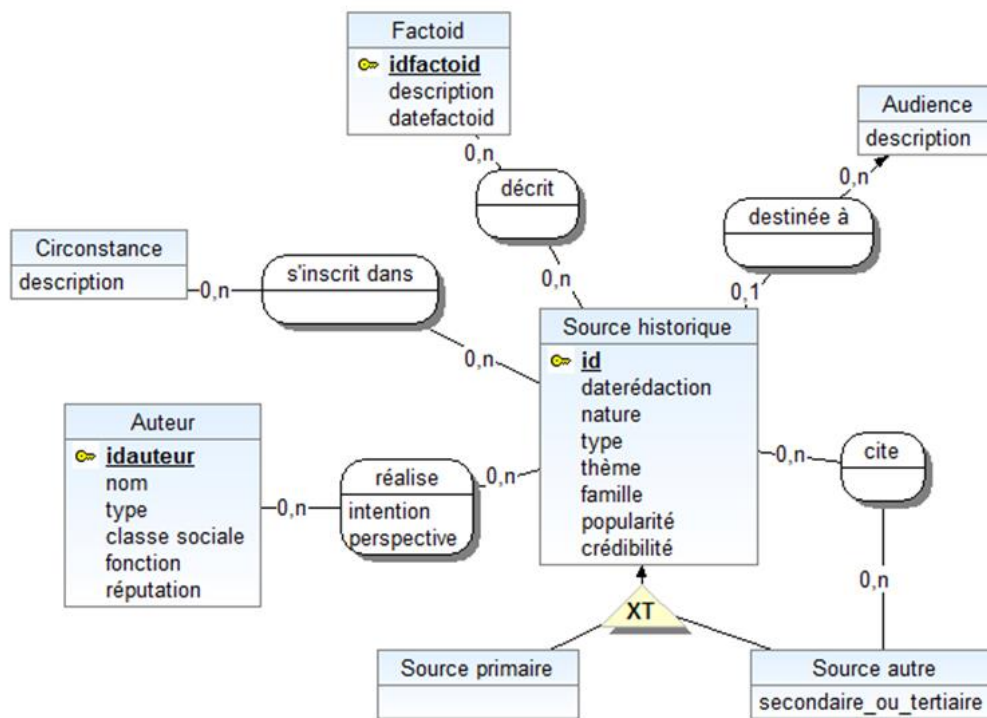 Factoid
idfactoid
description
datefactoid
0,n
décrit
0,n
Audience
description
0,n
destinée à
0,1
Circonstance
description
0,n
s'inscrit dans
0,n
Source historique
id
daterédaction
nature
type
thème
famille
popularité
crédibilité
Auteur
idauteur
nom
type
classe sociale
fonction
réputation
0,n
réalise
intention
perspective
0,n
0,n
cite
0,n
XT
Source primaire
Source autre
secondaire_ou_tertiaire